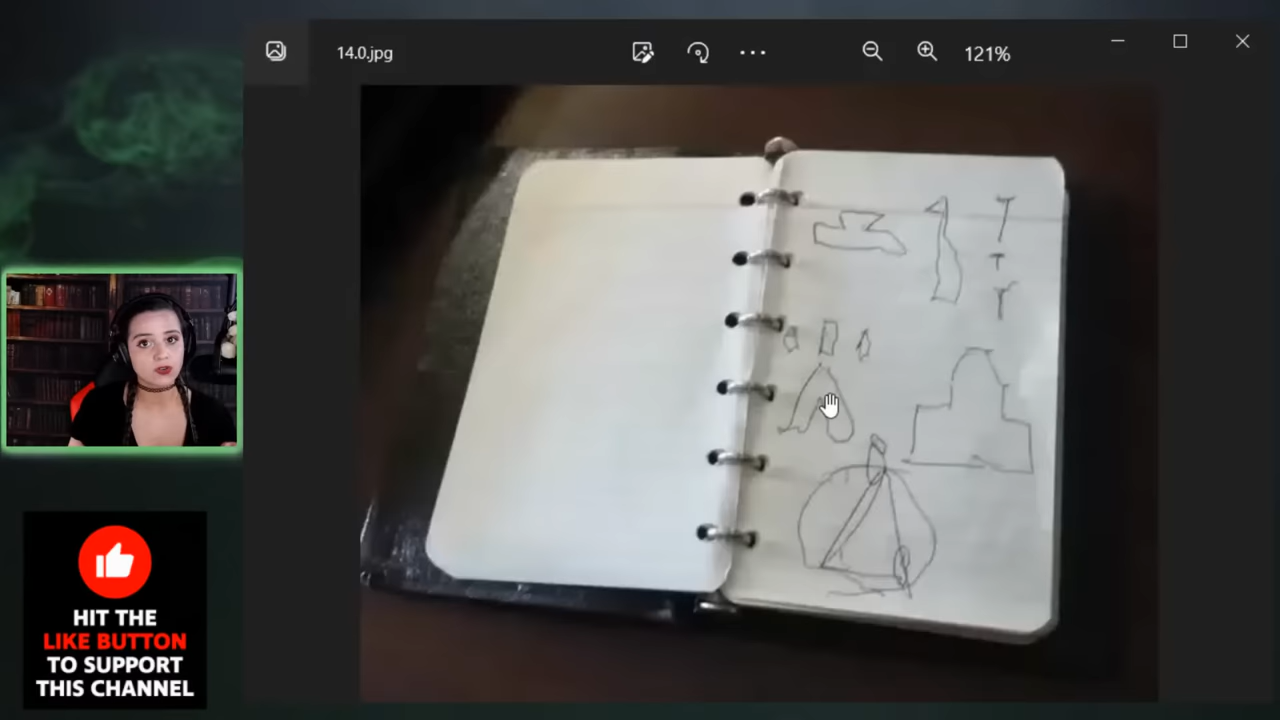 14.0.jpg
121%
T
T
T
HIT THE
LIKE BUTTON
TO SUPPORT
THIS CHANNEL